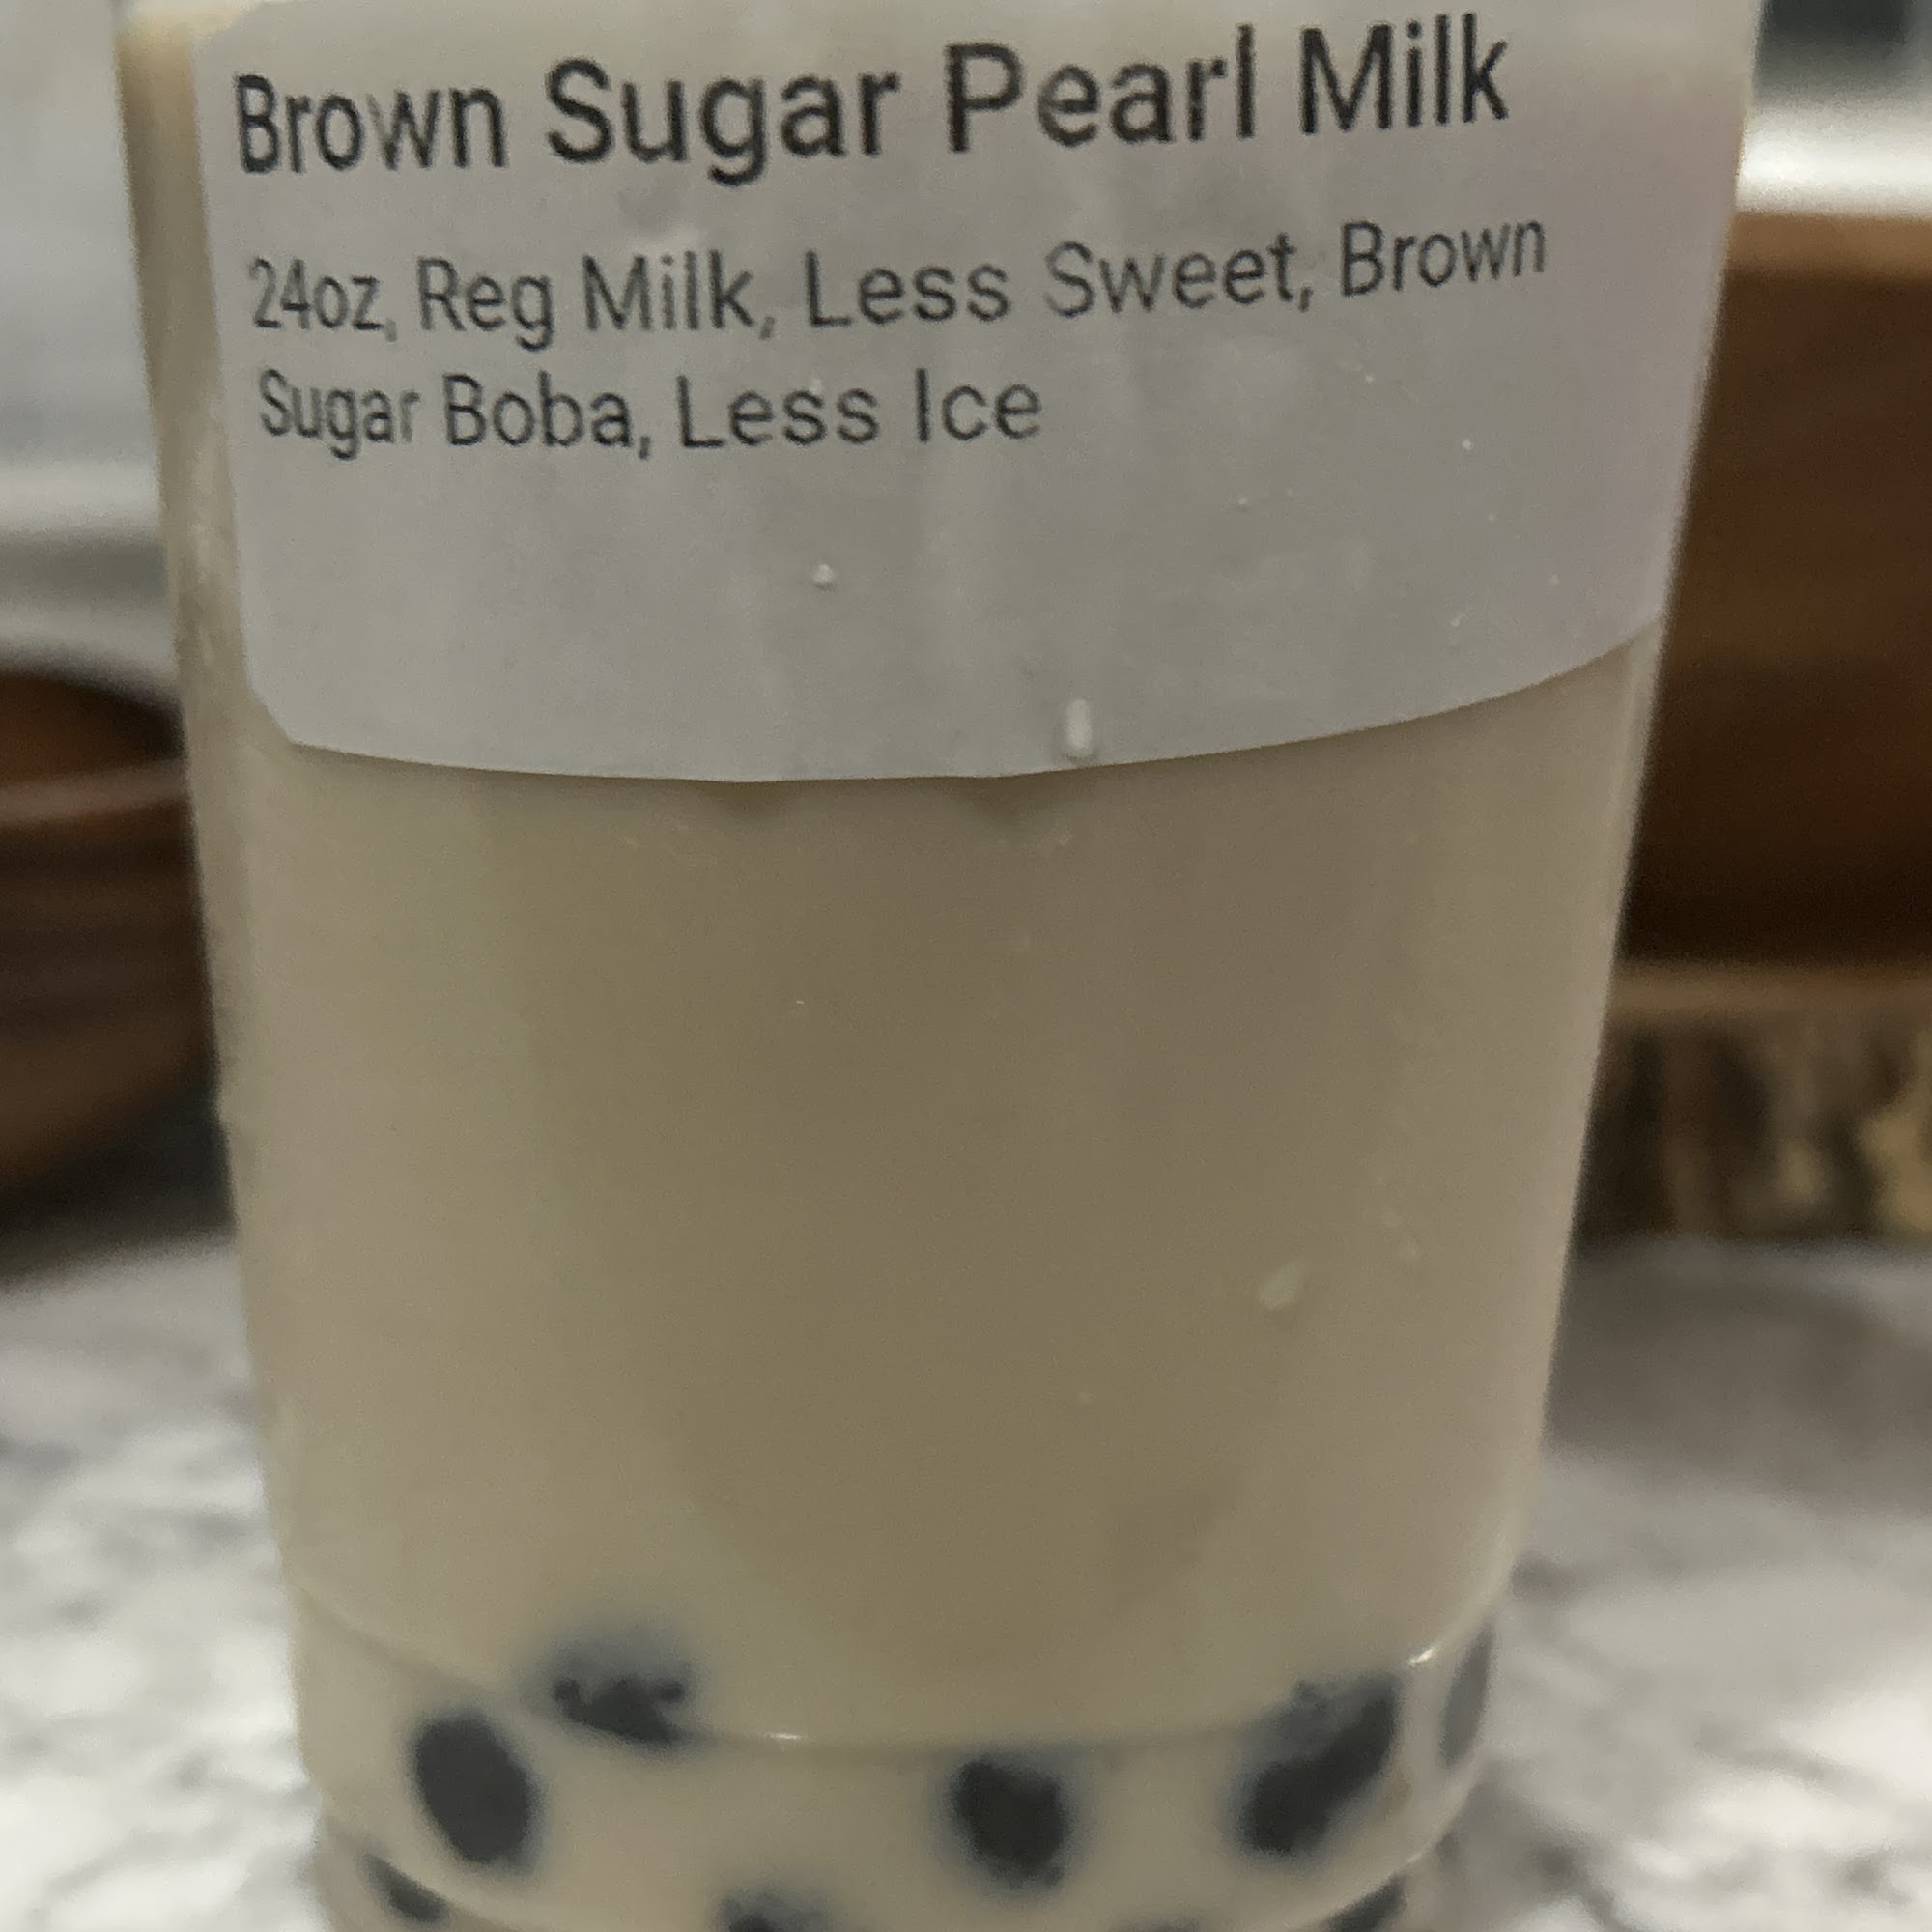 Brown Sugar Pearl Milk
24oz, Reg Milk, Less Sweet, Brown
Sugar Boba, Less Ice